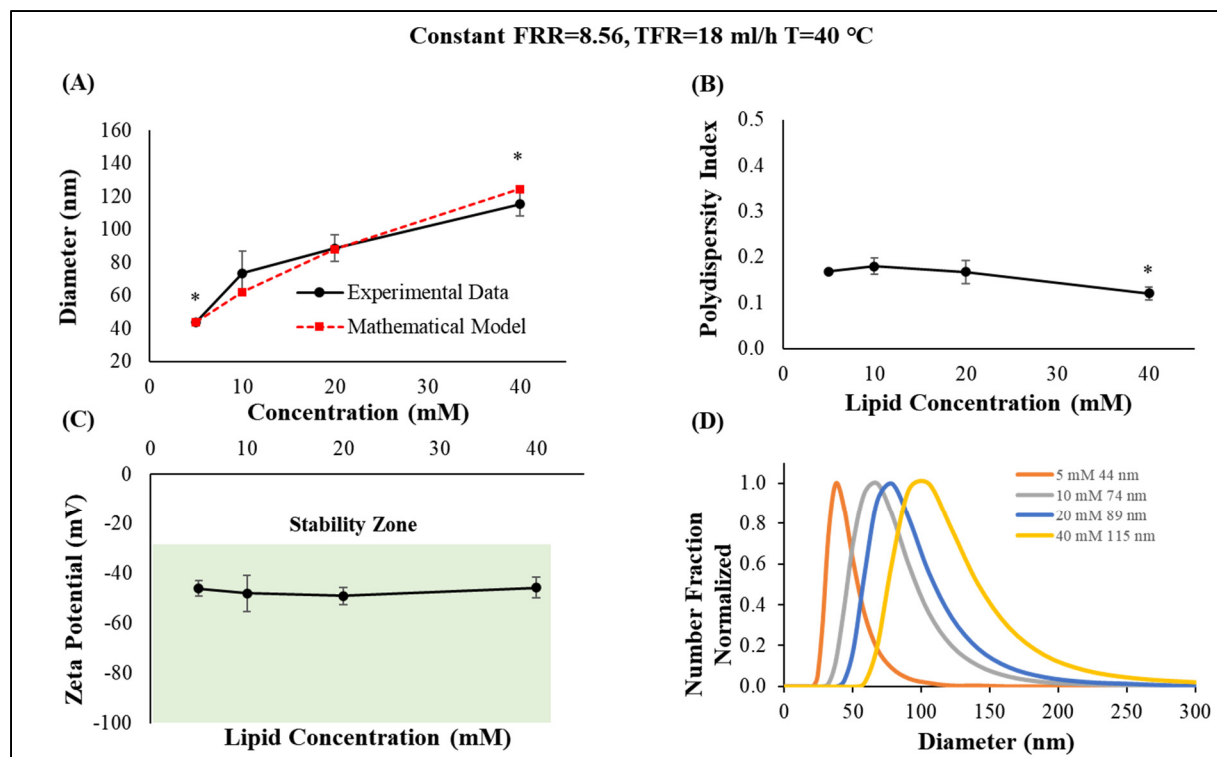 Constant FRR=8.56, TFR=18 ml/h T=40 °C
(A)
160
140
120
100
80
60
40
20
0
10
20
30
40
Diameter (nm)
Concentration (mM)
*
*
Experimental Data
Mathematical Model
(B)
0.5
0.4
0.3
0.2
0.1
0.0
0
10
20
30
40
Polydispersity Index
Lipid Concentration (mM)
*
(C)
0
10
20
30
40
0
-20
-40
-60
-80
-100
Zeta Potential (mV)
Stability Zone
Lipid Concentration (mM)
(D)
1.0
0.8
0.6
0.4
0.2
0.0
0
50
100
150
200
250
300
Number Fraction
Normalized
Diameter (nm)
5 mM 44 nm
10 mM 74 nm
20 mM 89 nm
40 mM 115 nm